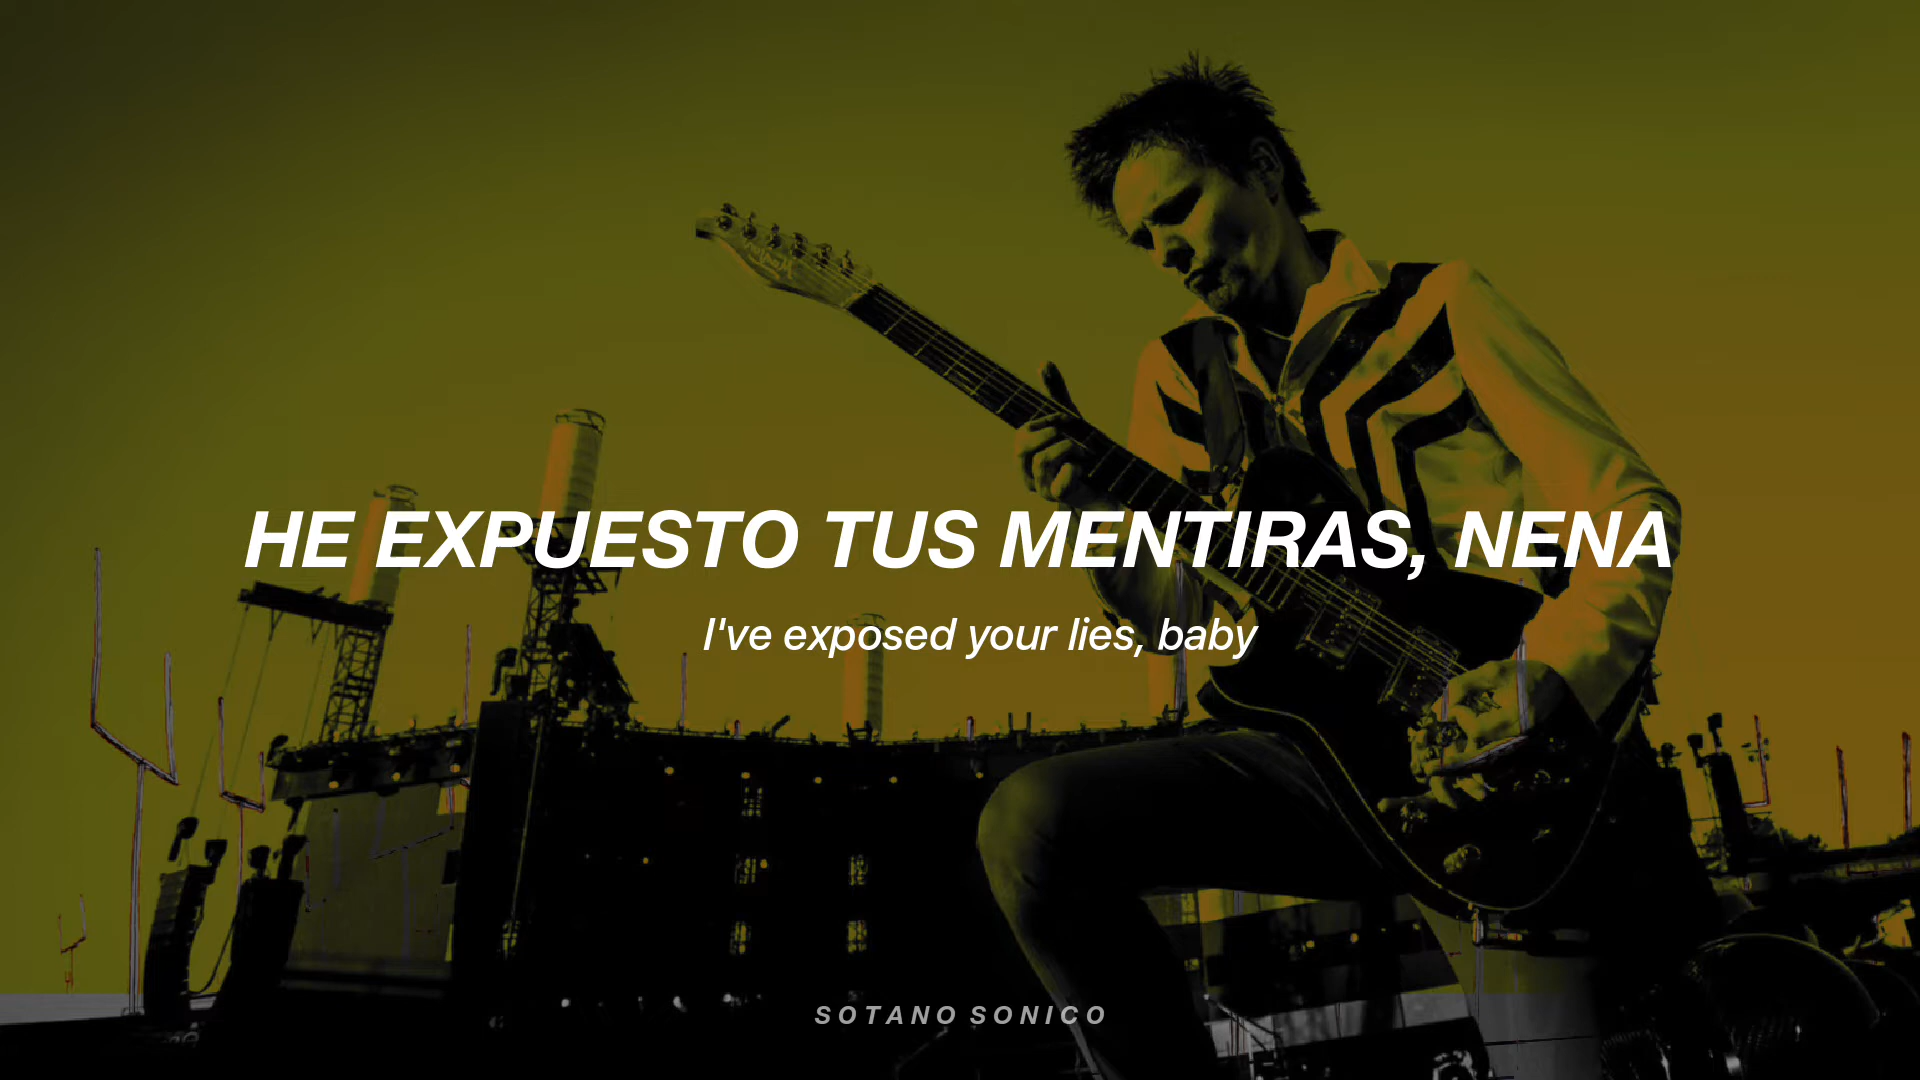 HE EXPUESTO TUS MENTIRAS, NENA
I've exposed your lies, baby
SOTANO SONICO